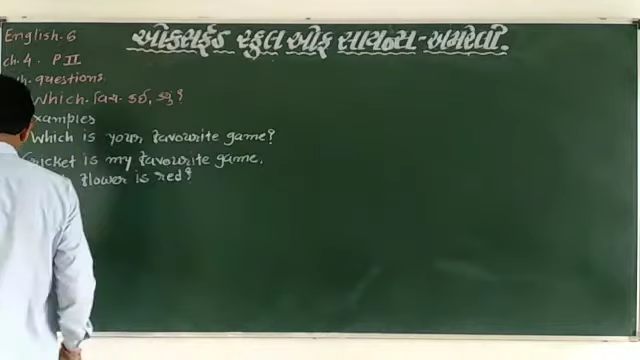 ઓક્સફર્ડ સ્કુલ ઓફ સાયન્સ-અમરેલી.
English-6
ch.4. P II
questions.
Which - વિચ - કઈ, કયું?
xamples
Which is your favourite game?
Cricket is my favourite game.
flower is red?